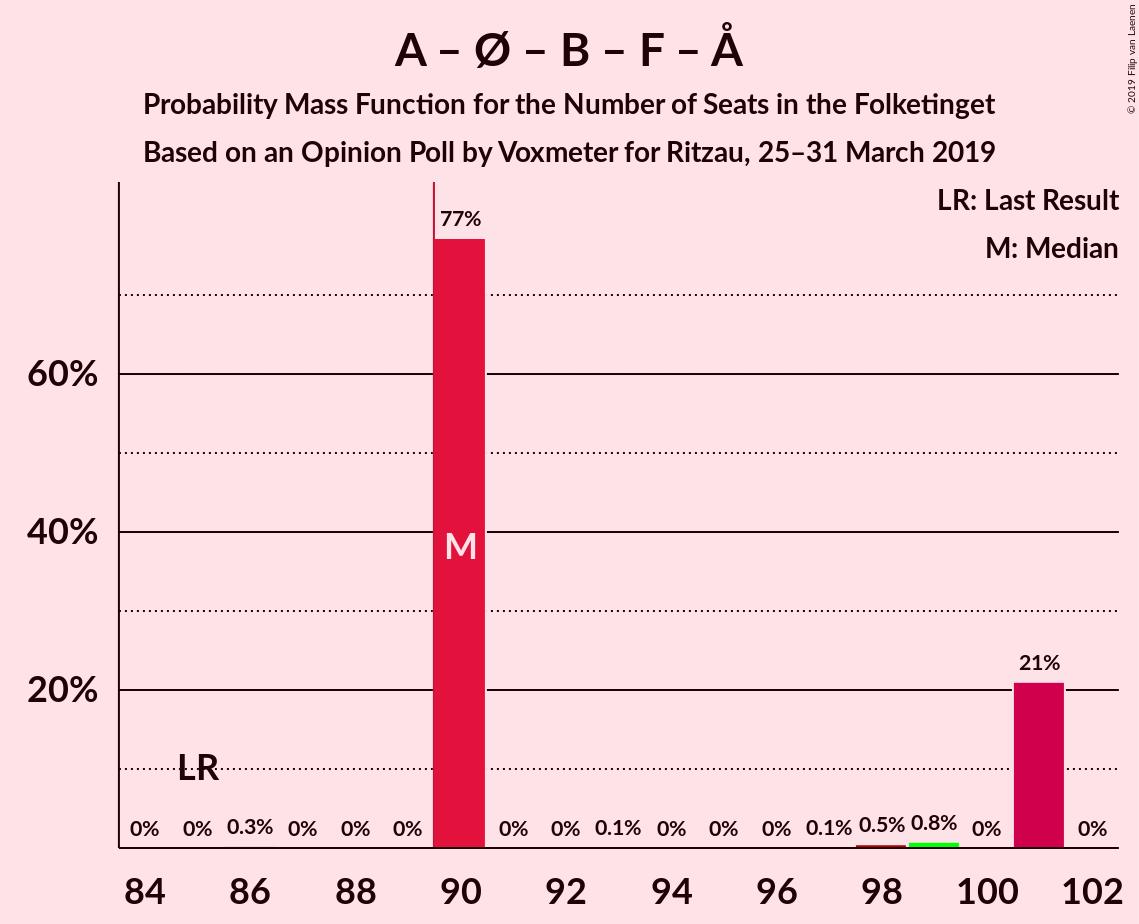 A – Ø – B – F – Å
Probability Mass Function for the Number of Seats in the Folketinget
Based on an Opinion Poll by Voxmeter for Ritzau, 25–31 March 2019
© 2019 Filip van Laenen
LR: Last Result
M: Median
77%
60%
M
40%
21%
20%
LR
0% 0% 0.3% 0% 0% 0% 0% 0% 0.1% 0% 0% 0% 0.1% 0.5% 0.8% 0% 0%
84 86 88 90 92 94 96 98 100 102